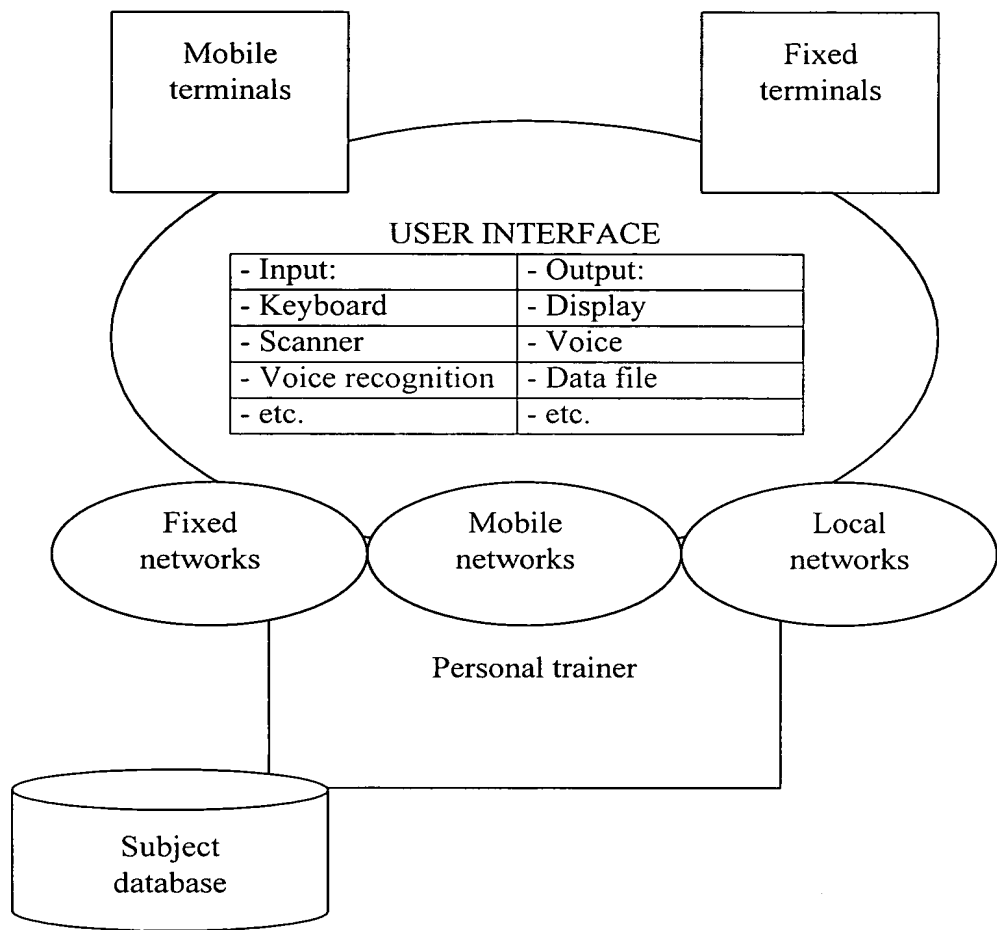 Mobile
terminals
Fixed
terminals
USER INTERFACE
- Input:
- Output:
- Keyboard
- Display
- Scanner
- Voice
- Voice recognition
- Data file
- etc.
- etc.
Fixed
networks
Mobile
networks
Local
networks
Personal trainer
Subject
database